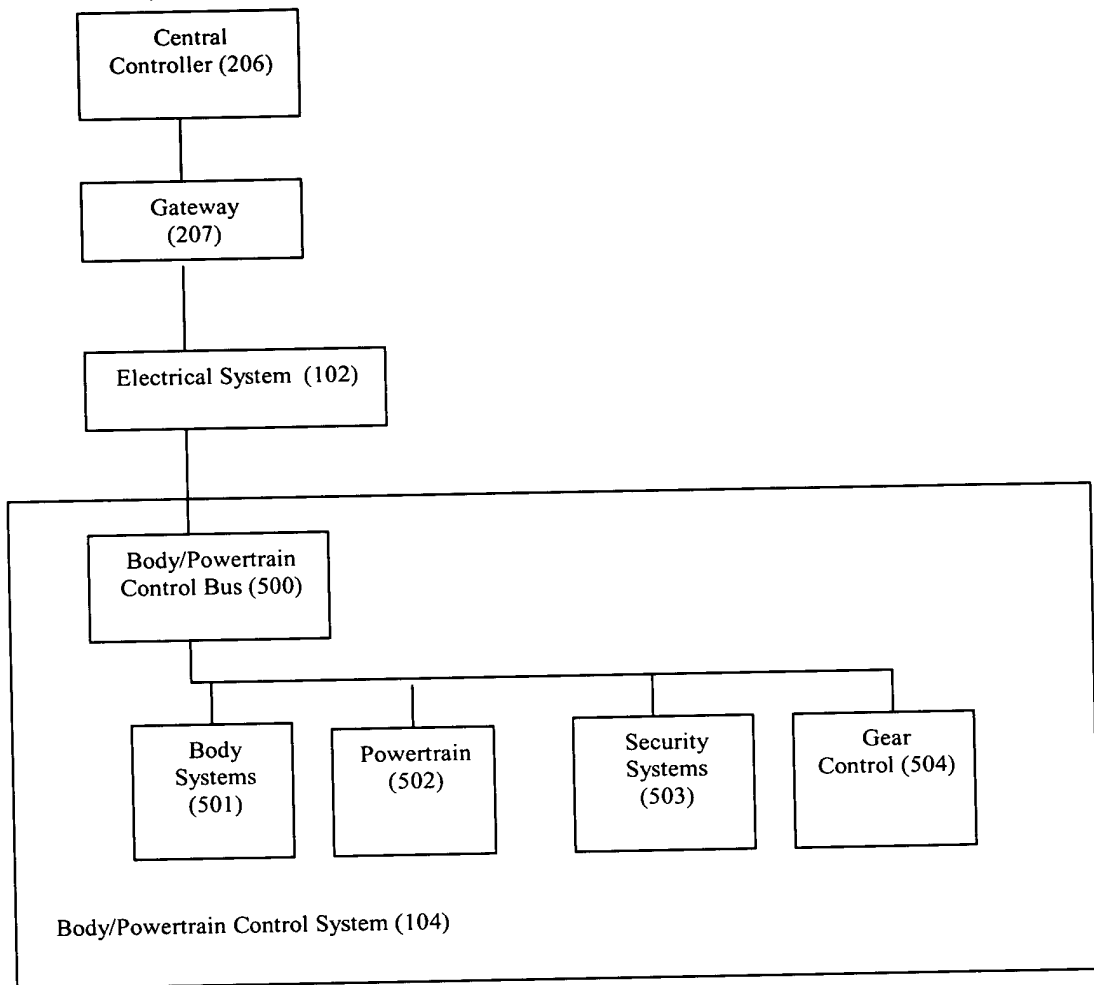 Central
Controller (206)
Gateway
(207)
Electrical System (102)
Body/Powertrain
Control Bus (500)
Body
Systems
(501)
Powertrain
(502)
Security
Systems
(503)
Gear
Control (504)
Body/Powertrain Control System (104)